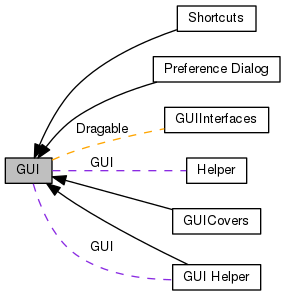 Shortcuts
Preference Dialog
GUIInterfaces
Dragable
GUI
Helper
GUI
GUICovers
GUI
GUI Helper